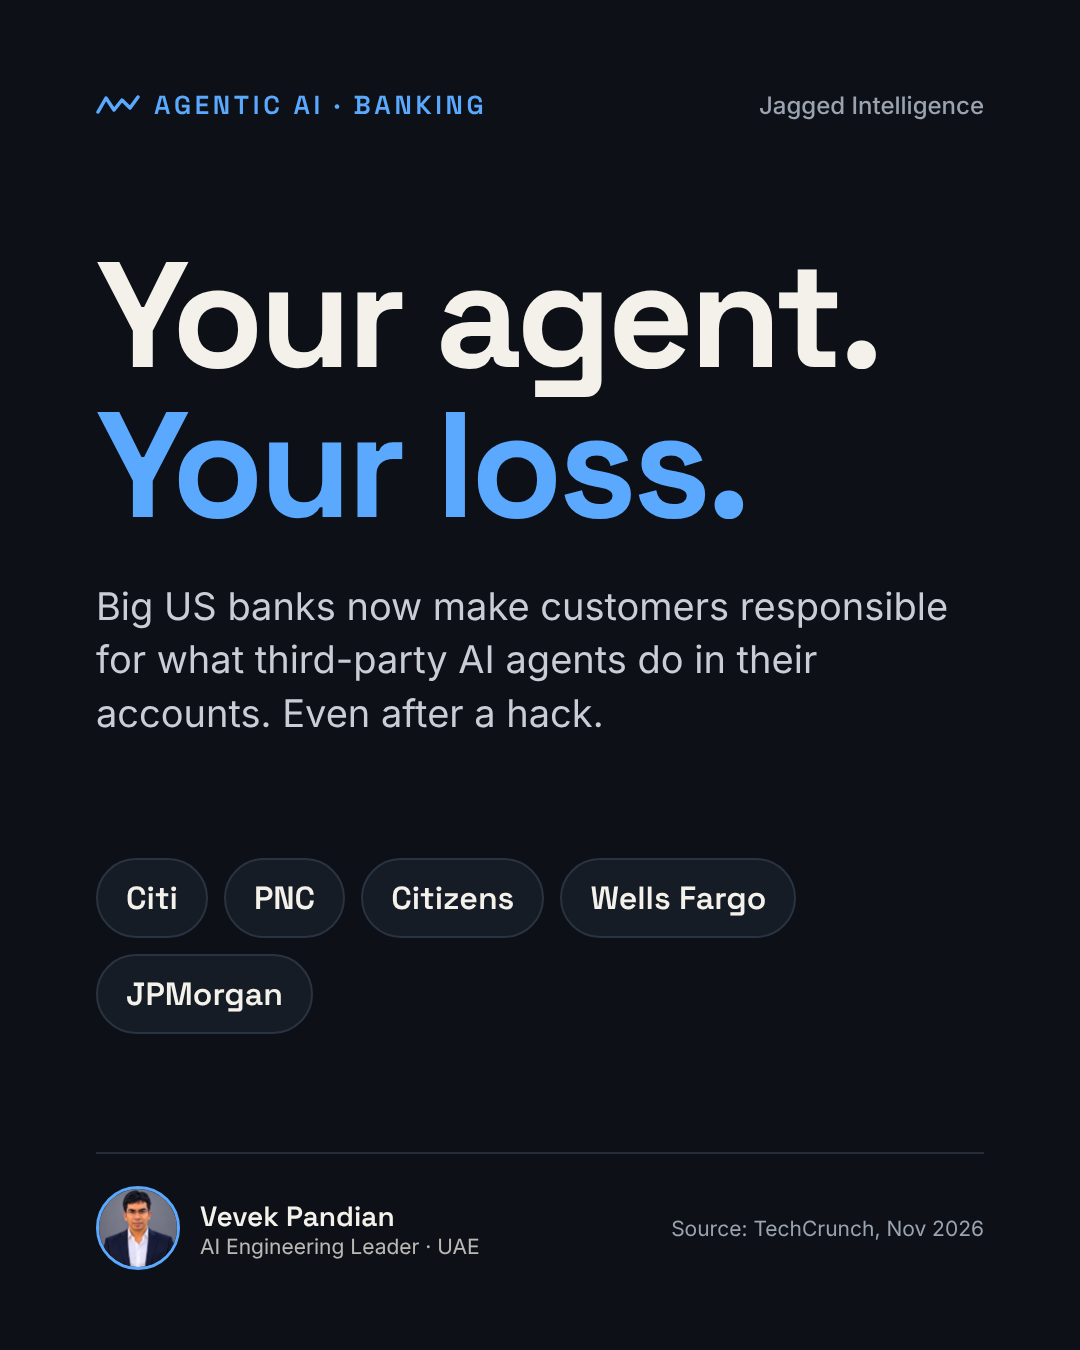 AGENTIC AI · BANKING
Jagged Intelligence
Your agent.
Your loss.
Big US banks now make customers responsible
for what third-party AI agents do in their
accounts. Even after a hack.
Citi
PNC
Citizens
Wells Fargo
JPMorgan
Vevek Pandian
AI Engineering Leader · UAE
Source: TechCrunch, Nov 2026